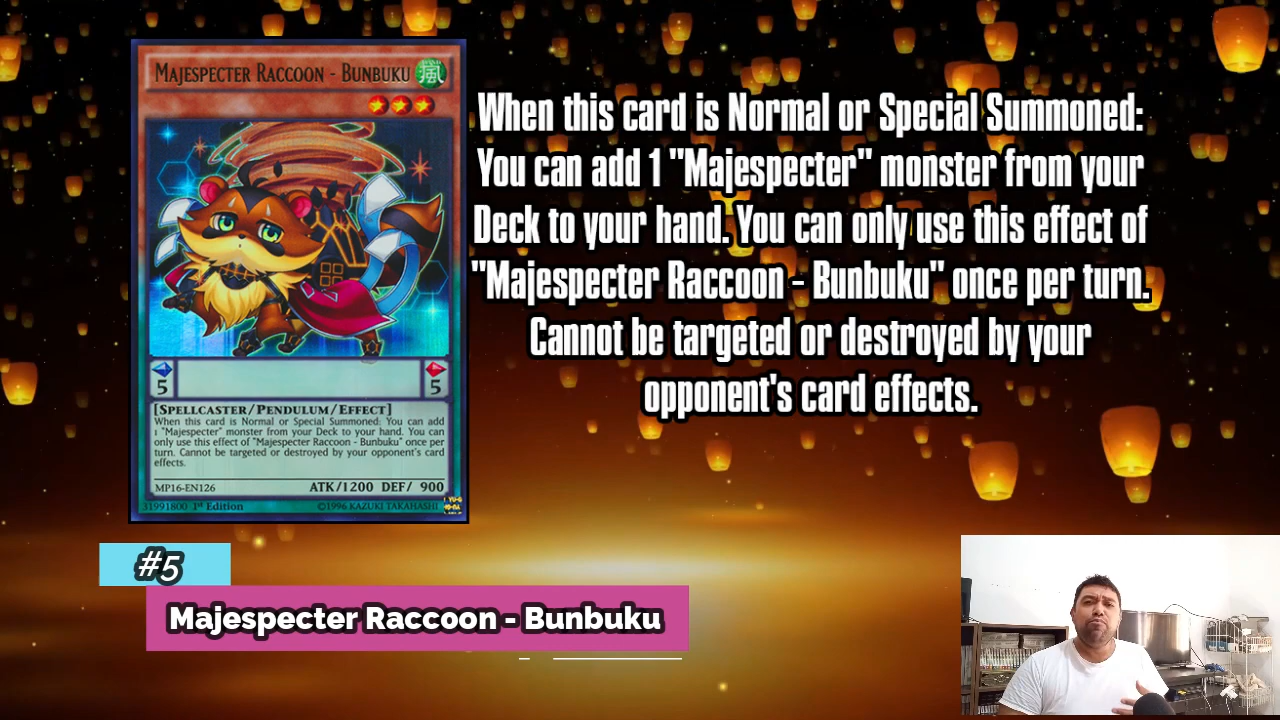 MAJESPECTER RACCOON - BUNBUKU
風
When this card is Normal or Special Summoned:
You can add 1 "Majespecter" monster from your
Deck to your hand. You can only use this effect of
"Majespecter Raccoon - Bunbuku" once per turn.
Cannot be targeted or destroyed by your
opponent's card effects.
5
5
[SPELLCASTER/PENDULUM/EFFECT]
When this card is Normal or Special Summoned: You can add
1 "Majespecter" monster from your Deck to your hand. You can
only use this effect of "Majespecter Raccoon - Bunbuku" once per
turn. Cannot be targeted or destroyed by your opponent's card
effects.
MP16-EN126
ATK/1200 DEF/ 900
31991800 1st Edition
©1996 KAZUKI TAKAHASHI
#5
Majespecter Raccoon - Bunbuku